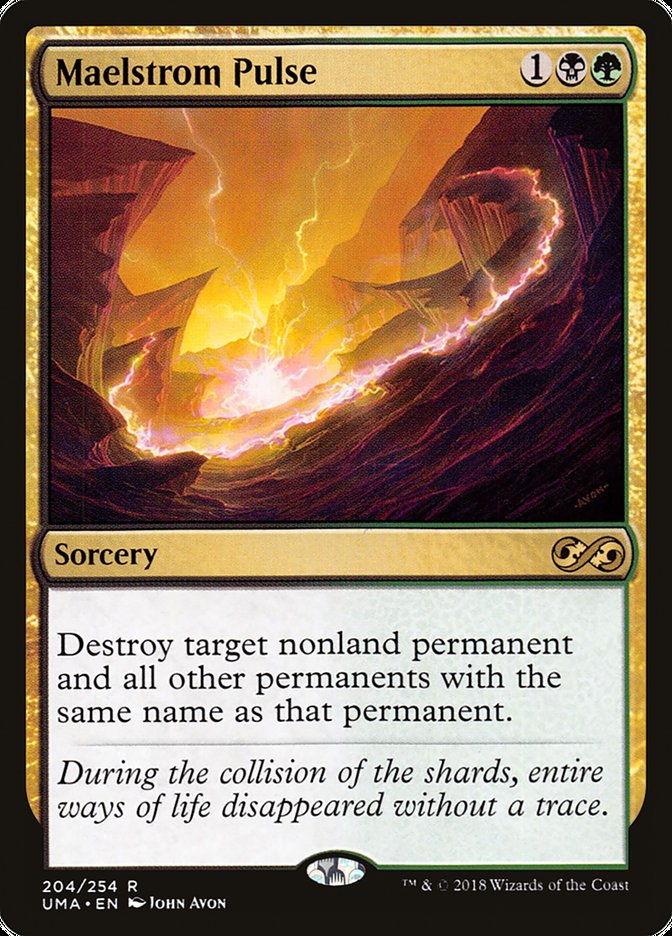 Maelstrom Pulse 1
-AVON-
Sorcery
Destroy target nonland permanent
and all other permanents with the
same name as that permanent.
During the collision of the shards, entire
ways of life disappeared without a trace.
204/254 R
UMA • EN John Avon
™ & © 2018 Wizards of the Coast